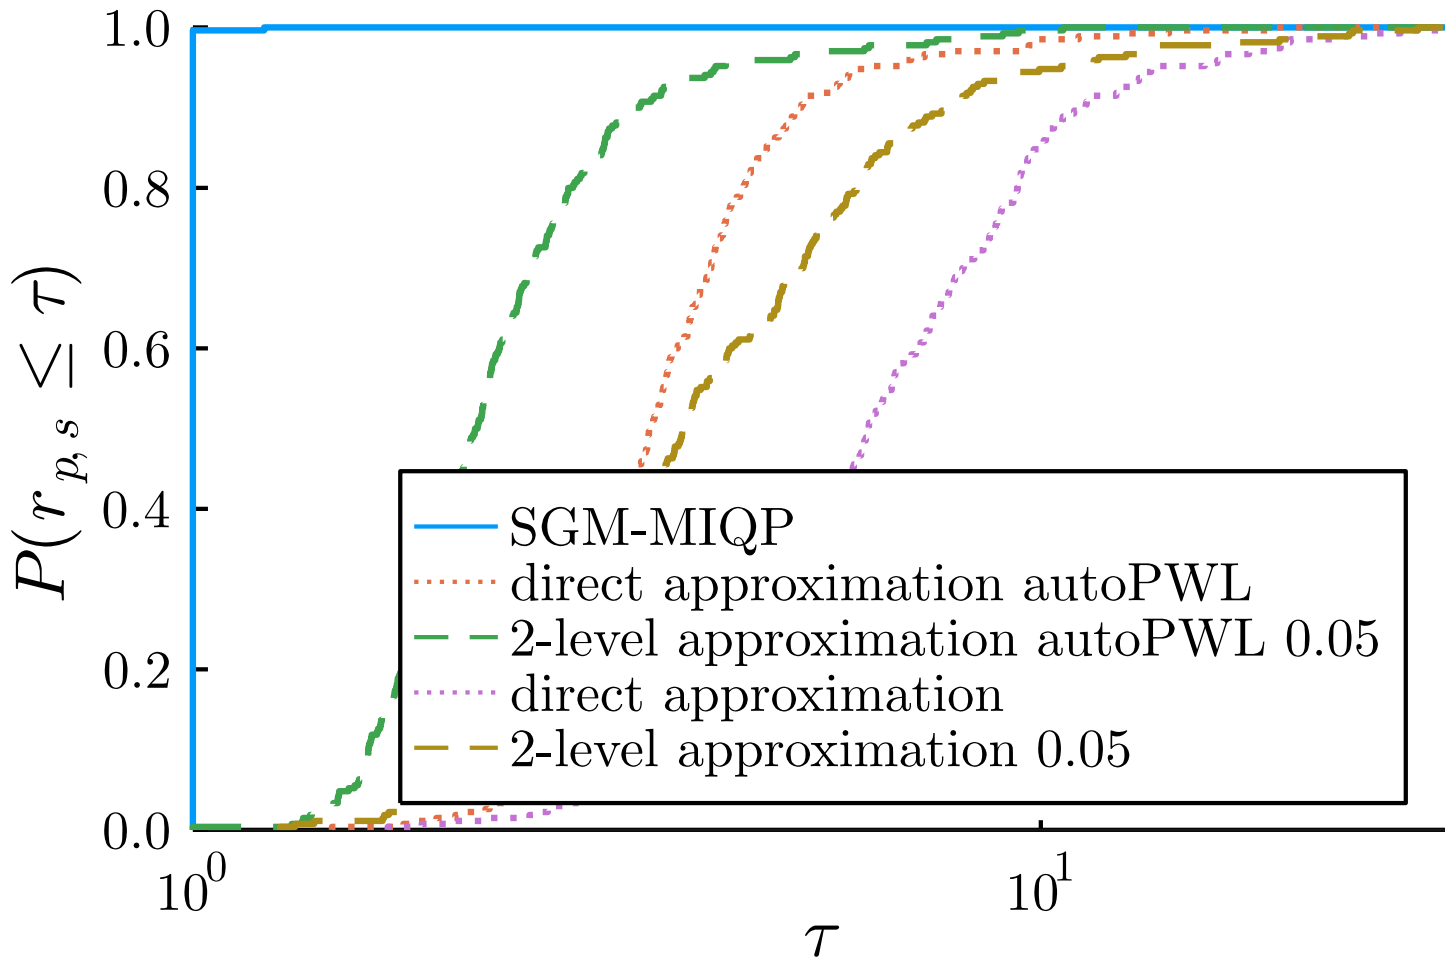 1.0
0.8
0.6
0.4
0.2
0.0
P(r_{p,s} ≤ τ)
SGM-MIQP
direct approximation autoPWL
2-level approximation autoPWL 0.05
direct approximation
2-level approximation 0.05
10^0
10^1
τ